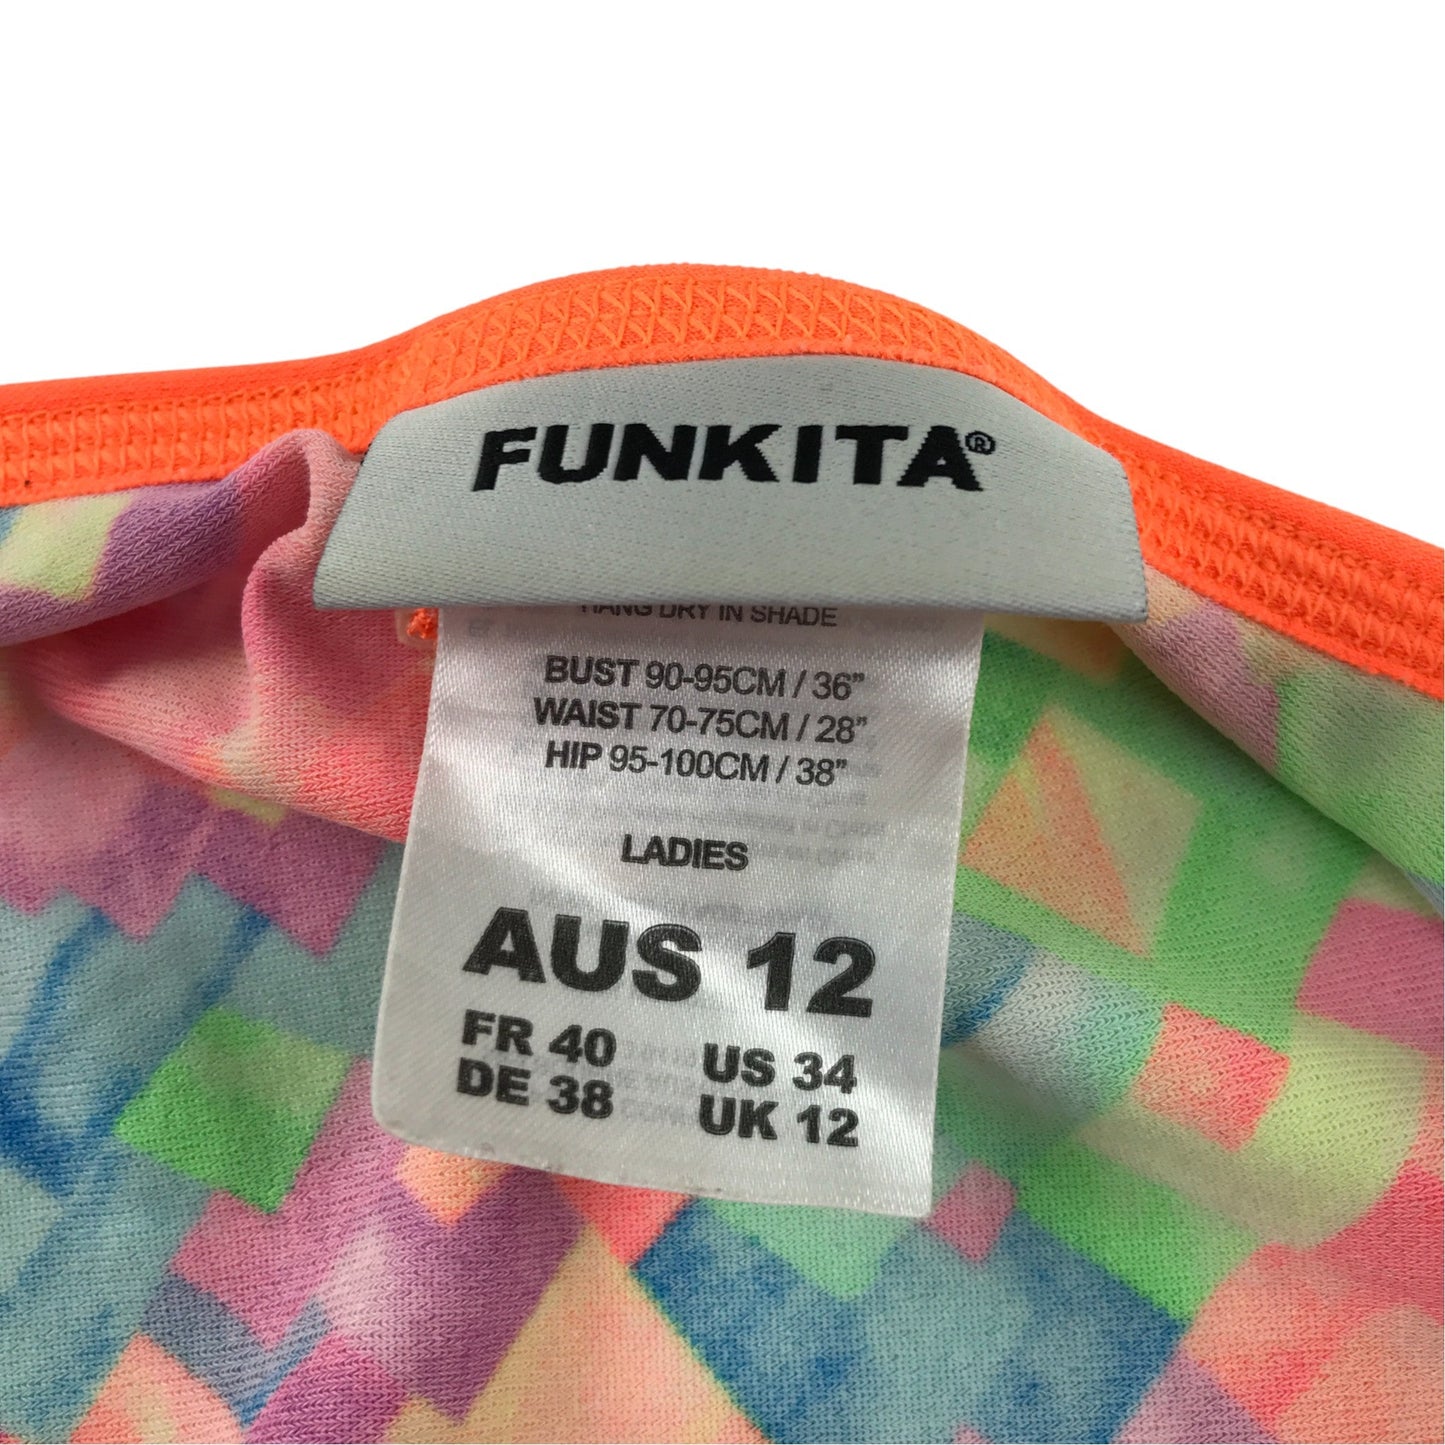 FUNKITA®
HANG DRY IN SHADE
BUST 90-95CM / 36”
WAIST 70-75CM / 28”
HIP 95-100CM / 38”
LADIES
AUS 12
FR 40 US 34
DE 38 UK 12